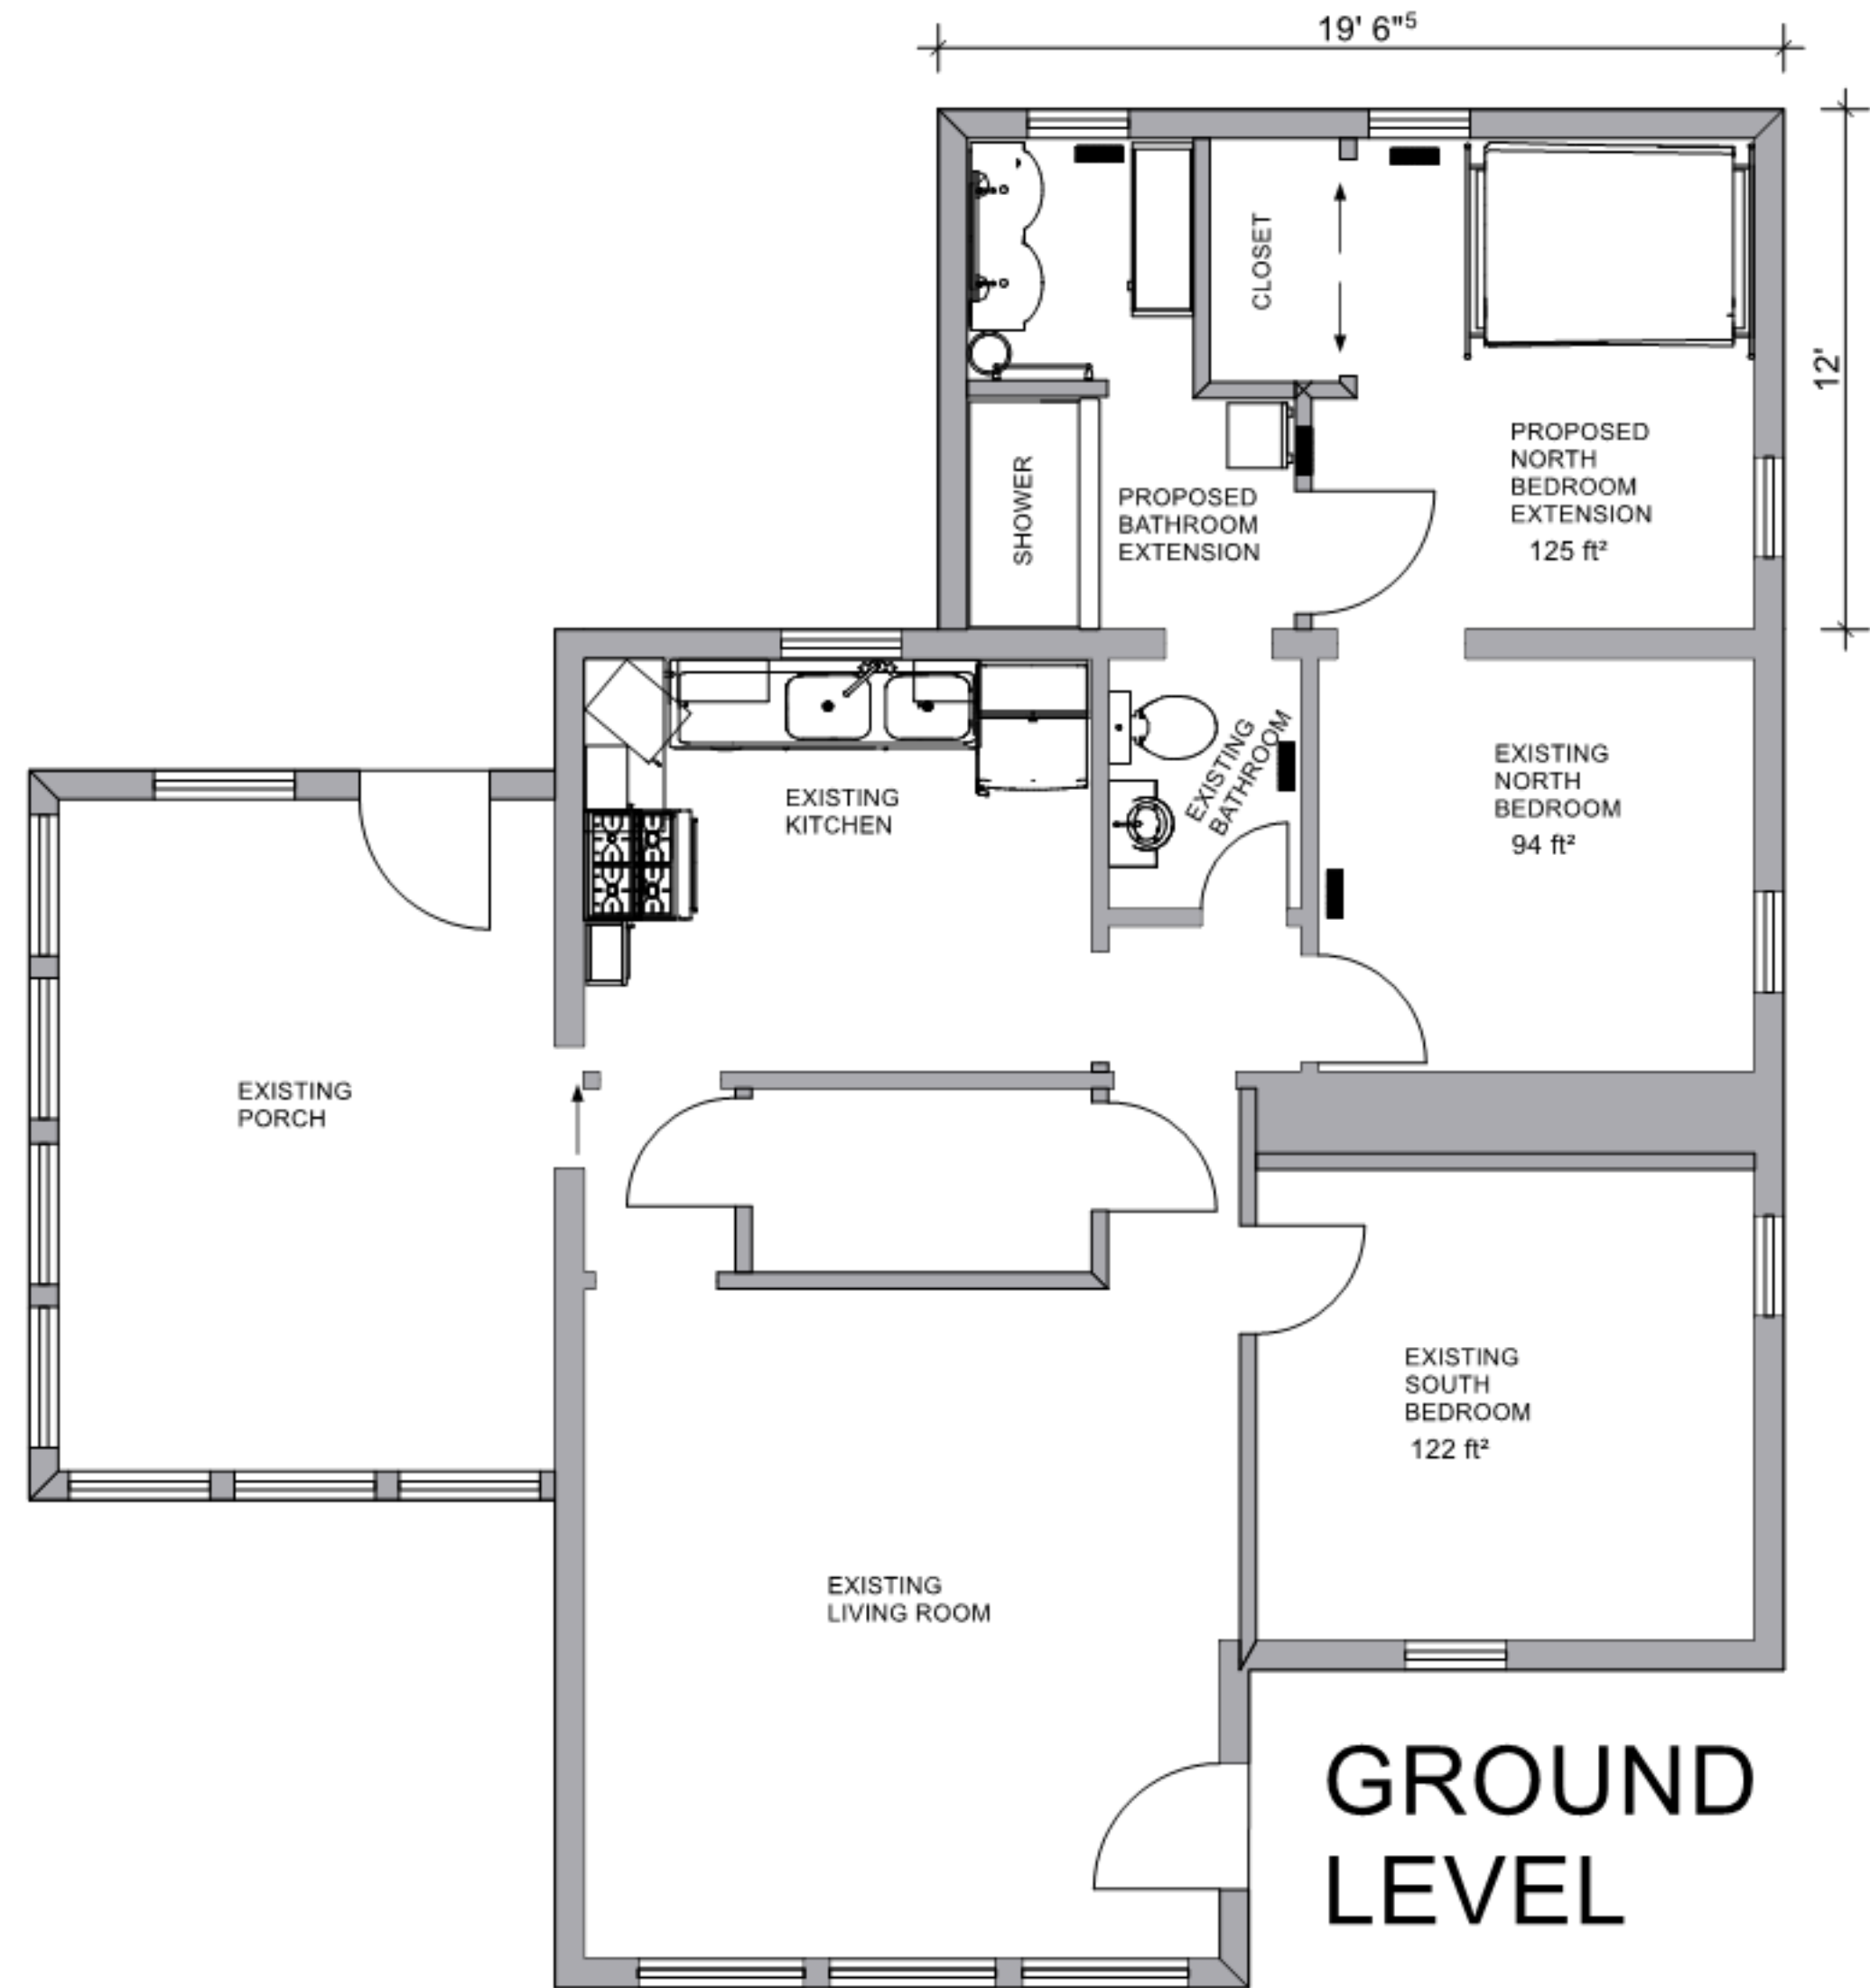 19' 6"⁵
CLOSET
12'
PROPOSED
NORTH
BEDROOM
EXTENSION
125 ft²
SHOWER
PROPOSED
BATHROOM
EXTENSION
EXISTING
BATHROOM
EXISTING
NORTH
BEDROOM
94 ft²
EXISTING
KITCHEN
EXISTING
PORCH
EXISTING
SOUTH
BEDROOM
122 ft²
EXISTING
LIVING ROOM
GROUND
LEVEL